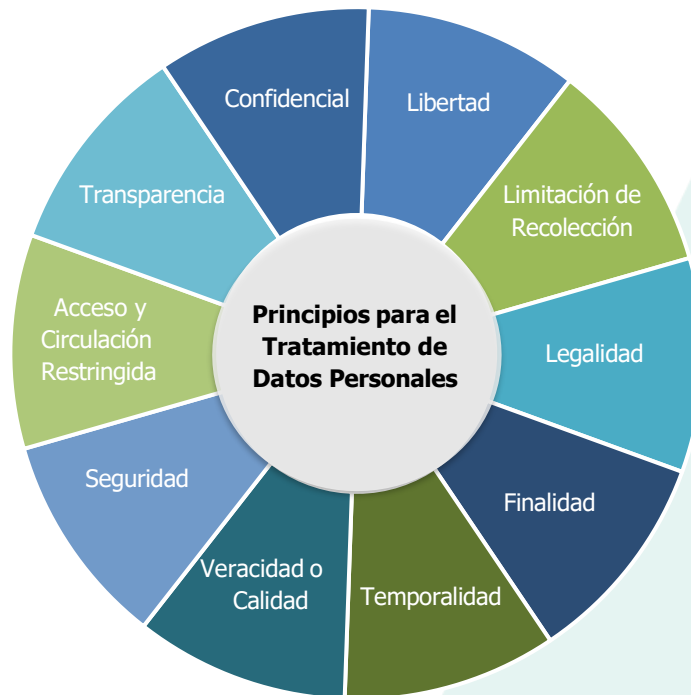 Principios para el
Tratamiento de
Datos Personales
Confidencial
Libertad
Limitación de
Recolección
Legalidad
Finalidad
Temporalidad
Veracidad o
Calidad
Seguridad
Acceso y
Circulación
Restringida
Transparencia